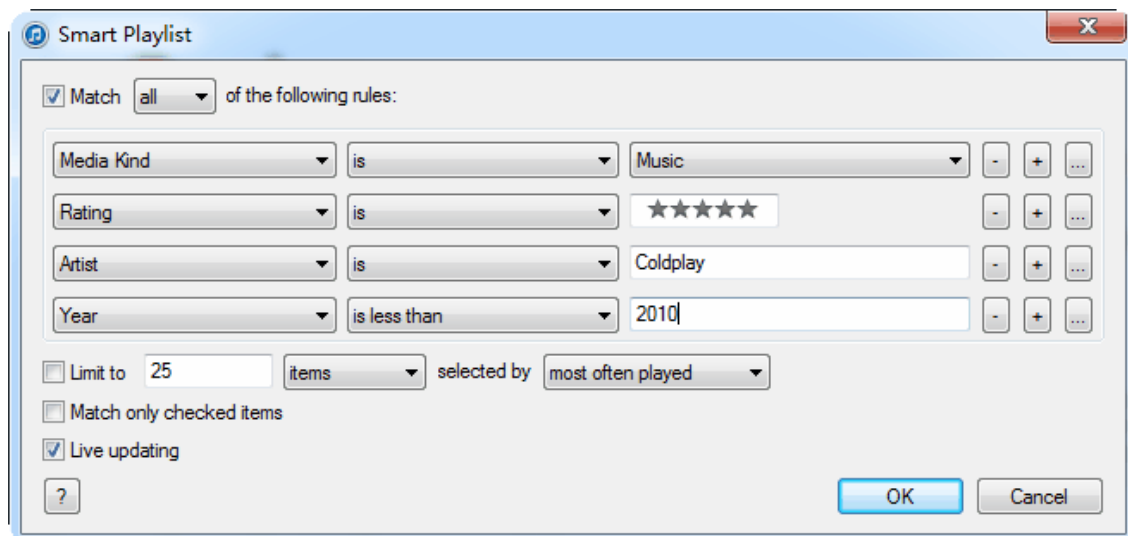 Smart Playlist
Match all of the following rules:
Media Kind is Music - + ...
Rating is ★★★★★ - + ...
Artist is Coldplay - + ...
Year is less than 2010 - + ...
Limit to 25 items selected by most often played
Match only checked items
Live updating
? OK Cancel